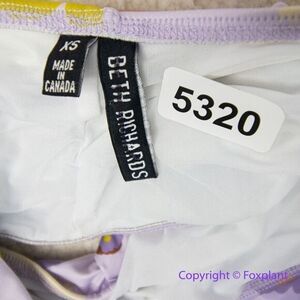 XS
MADE
IN
CANADA
BETH RICHARDS
5320
Copyright © Foxplant